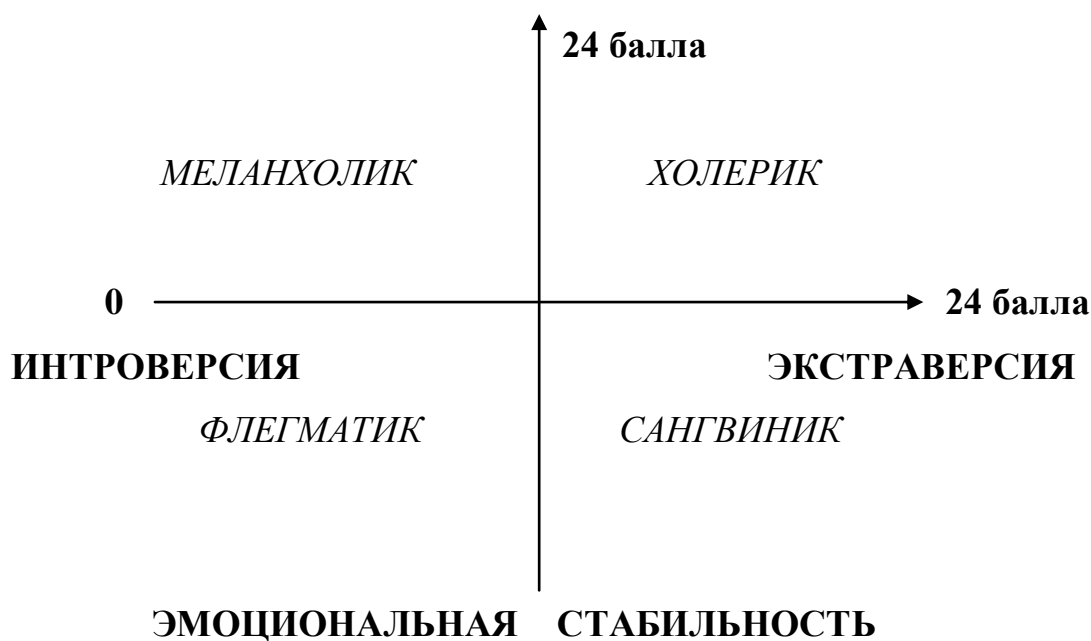 24 балла
МЕЛАНХОЛИК ХОЛЕРИК
0 24 балла
ИНТРОВЕРСИЯ ЭКСТРАВЕРСИЯ
ФЛЕГМАТИК САНГВИНИК
ЭМОЦИОНАЛЬНАЯ СТАБИЛЬНОСТЬ